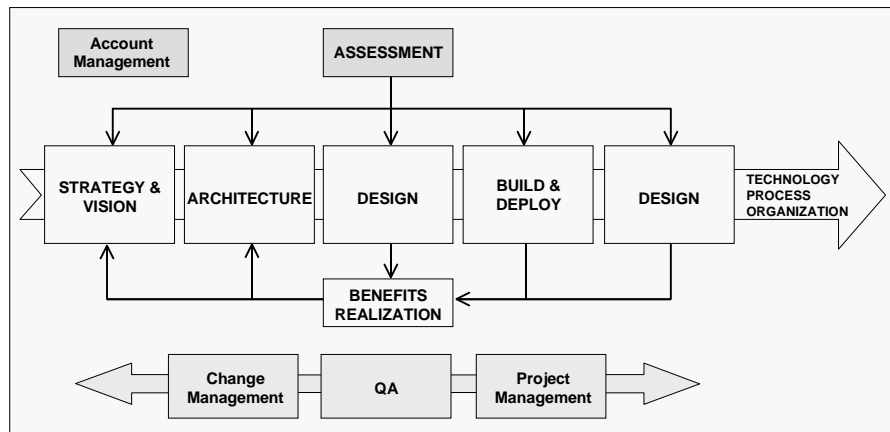 Account
Management
ASSESSMENT
STRATEGY &
VISION
ARCHITECTURE
DESIGN
BUILD &
DEPLOY
DESIGN
TECHNOLOGY
PROCESS
ORGANIZATION
BENEFITS
REALIZATION
Change
Management
QA
Project
Management